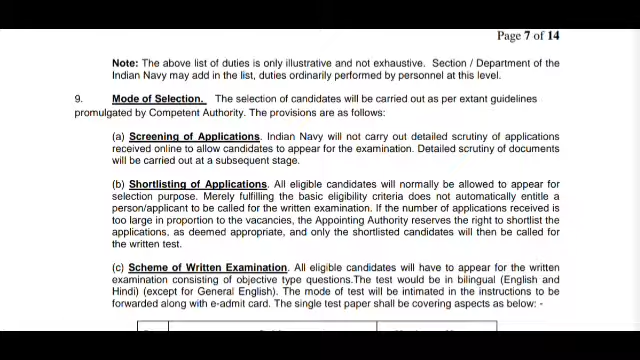 Page 7 of 14
Note: The above list of duties is only illustrative and not exhaustive. Section / Department of the
Indian Navy may add in the list, duties ordinarily performed by personnel at this level.
9. Mode of Selection. The selection of candidates will be carried out as per extant guidelines
promulgated by Competent Authority. The provisions are as follows:
(a) Screening of Applications. Indian Navy will not carry out detailed scrutiny of applications
received online to allow candidates to appear for the examination. Detailed scrutiny of documents
will be carried out at a subsequent stage.
(b) Shortlisting of Applications. All eligible candidates will normally be allowed to appear for
selection purpose. Merely fulfilling the basic eligibility criteria does not automatically entitle a
person/applicant to be called for the written examination. If the number of applications received is
too large in proportion to the vacancies, the Appointing Authority reserves the right to shortlist the
applications, as deemed appropriate, and only the shortlisted candidates will then be called for
the written test.
(c) Scheme of Written Examination. All eligible candidates will have to appear for the written
examination consisting of objective type questions.The test would be in bilingual (English and
Hindi) (except for General English). The mode of test will be intimated in the instructions to be
forwarded along with e-admit card. The single test paper shall be covering aspects as below: -